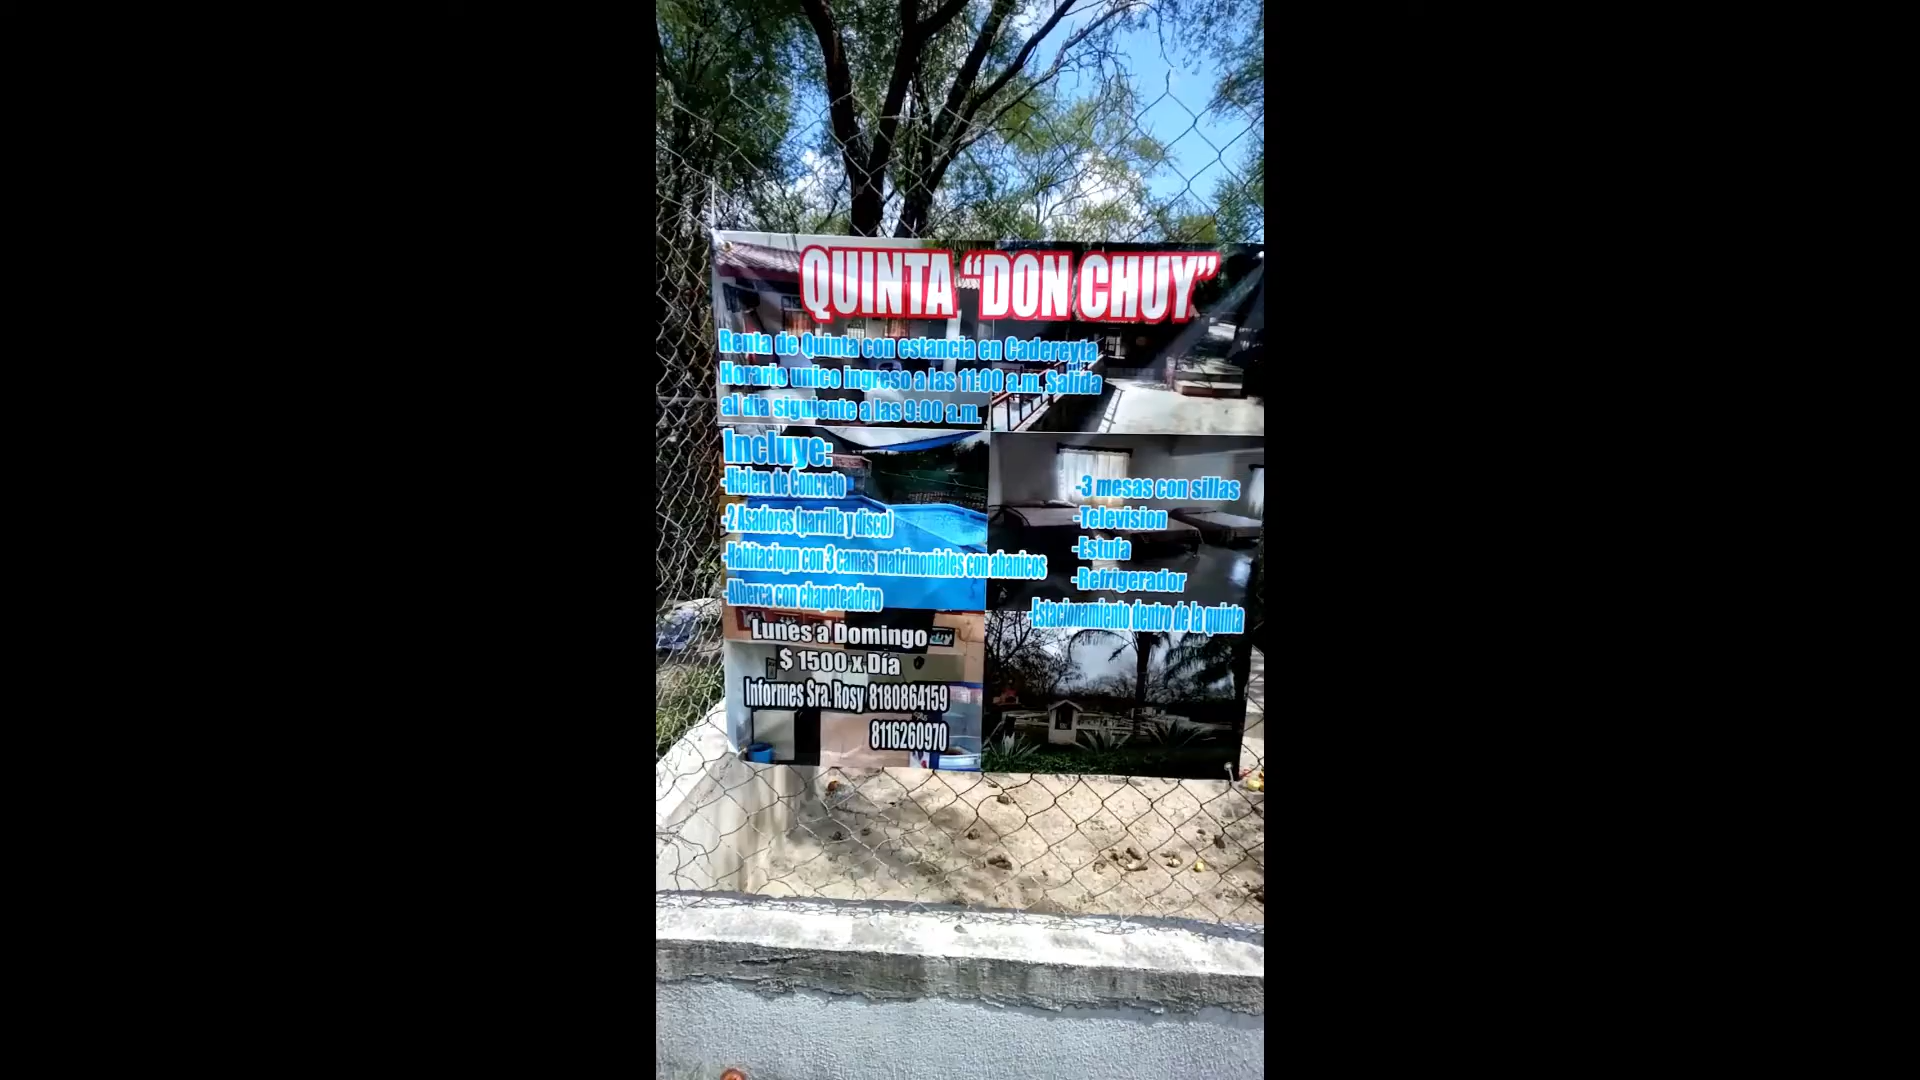 QUINTA “DON CHUY”
Renta de Quinta con estancia en Cadereyta
Horario unico ingreso a las 11:00 a.m. Salida
al dia siguiente a las 9:00 a.m.
Incluye:
-Hielera de Concreto
-2 Asadores (parrilla y disco)
-Habitaciopn con 3 camas matrimoniales con abanicos
-Alberca con chapoteadero
-3 mesas con sillas
-Television
-Estufa
-Refrigerador
-Estacionamiento dentro de la quinta
Lunes a Domingo
$ 1500 x Día
Informes Sra. Rosy 8180864159
8116260970